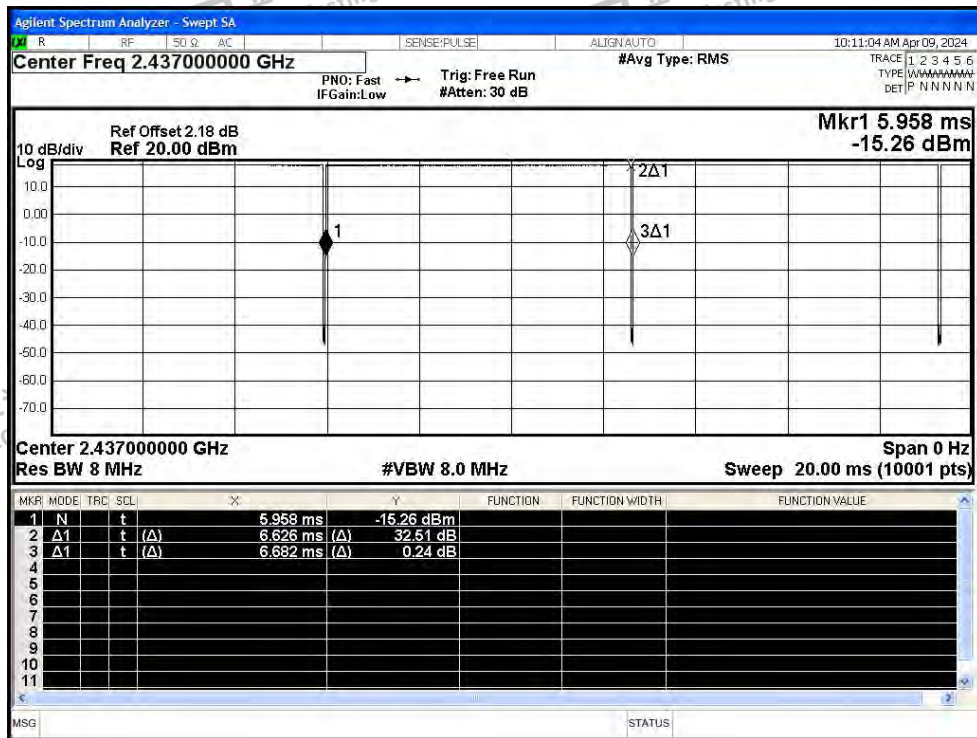 Agilent Spectrum Analyzer - Swept SA
R RF 50 Ω AC SENSE:PULSE ALIGN AUTO 10:11:04 AM Apr 09, 2024
Center Freq 2.437000000 GHz #Avg Type: RMS TRACE 1 2 3 4 5 6
PNO: Fast Trig: Free Run TYPE WWWWWW
IFGain:Low #Atten: 30 dB DET P N N N N N
Mkr1 5.958 ms
Ref Offset 2.18 dB
10 dB/div Ref 20.00 dBm -15.26 dBm
Log
2Δ1
10.0
0.00
1 3Δ1
-10.0
-20.0
-30.0
-40.0
-50.0
-60.0
-70.0
Center 2.437000000 GHz Span 0 Hz
Res BW 8 MHz #VBW 8.0 MHz Sweep 20.00 ms (10001 pts)
MKR MODE TRC SCL X Y FUNCTION FUNCTION WIDTH FUNCTION VALUE
1 N t 5.958 ms -15.26 dBm
2 Δ1 t (Δ) 6.626 ms (Δ) 32.51 dB
3 Δ1 t (Δ) 6.682 ms (Δ) 0.24 dB
4
5
6
7
8
9
10
11
MSG STATUS